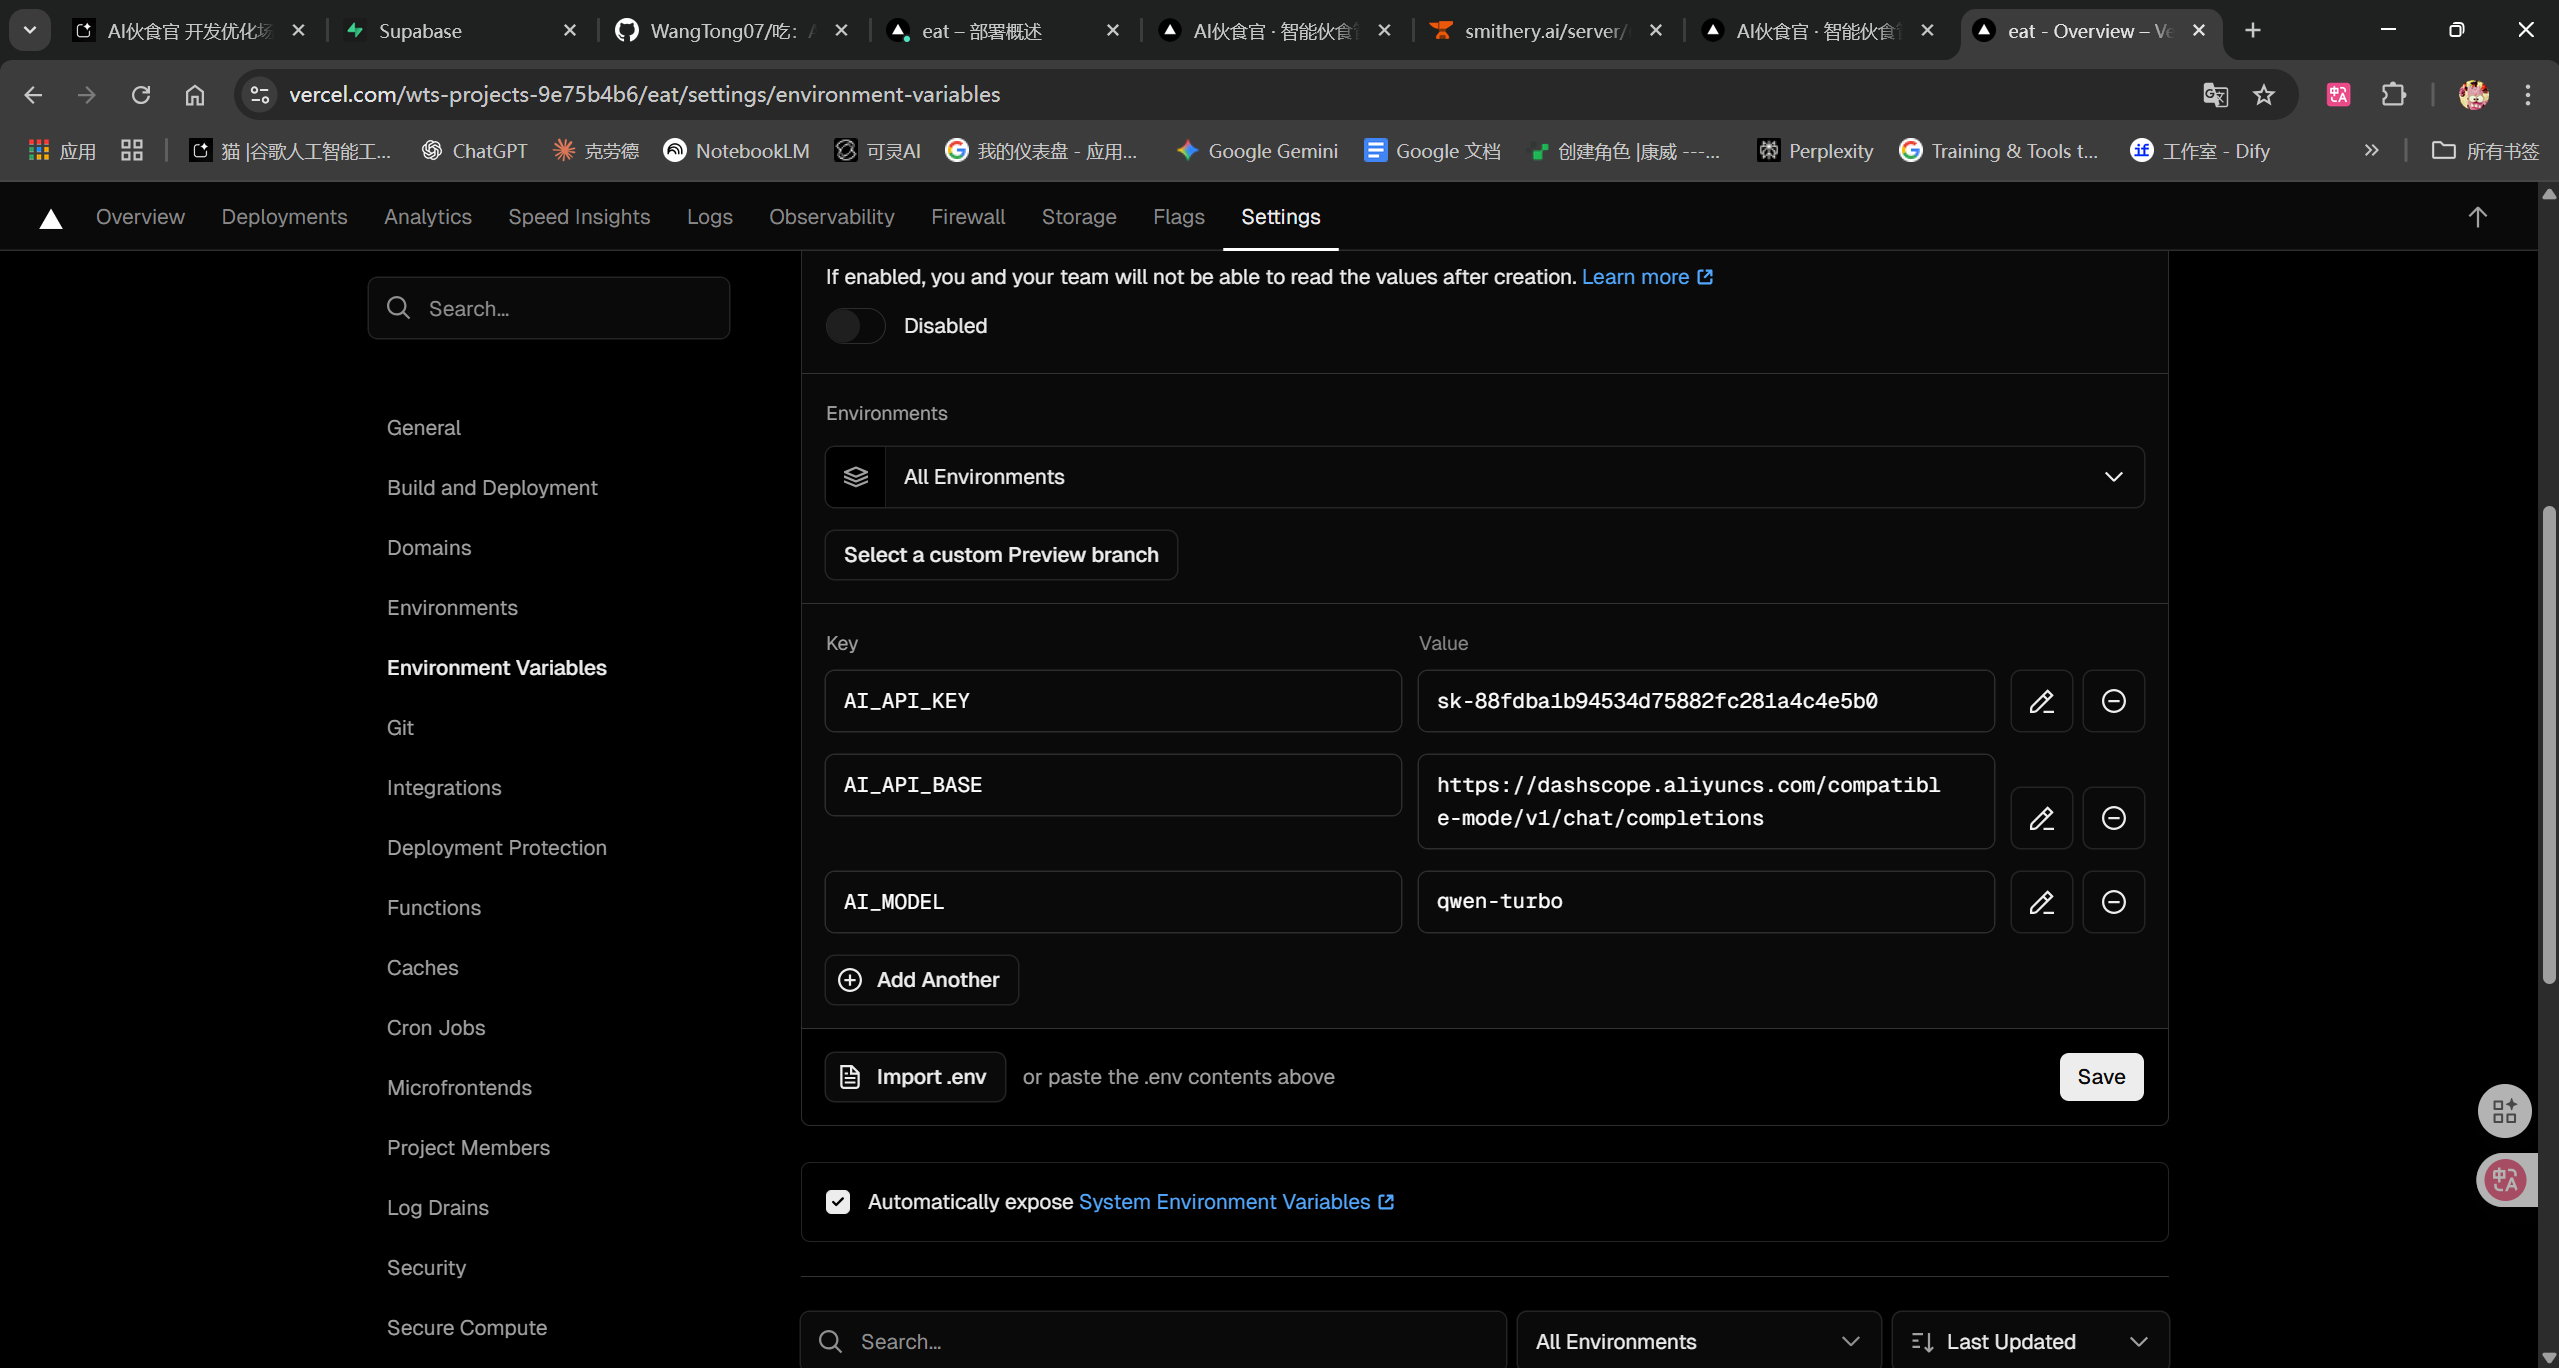 AI伙食官 开发优化场
Supabase
WangTong07/吃：A
eat – 部署概述
AI伙食官 · 智能伙食管
smithery.ai/server/
AI伙食官 · 智能伙食管
eat - Overview – Ve
vercel.com/wts-projects-9e75b4b6/eat/settings/environment-variables
应用
猫 |谷歌人工智能工...
ChatGPT
克劳德
NotebookLM
可灵AI
我的仪表盘 - 应用...
Google Gemini
Google 文档
创建角色 |康威 ---...
Perplexity
Training & Tools t...
工作室 - Dify
所有书签
Overview
Deployments
Analytics
Speed Insights
Logs
Observability
Firewall
Storage
Flags
Settings
Search...
General
Build and Deployment
Domains
Environments
Environment Variables
Git
Integrations
Deployment Protection
Functions
Caches
Cron Jobs
Microfrontends
Project Members
Log Drains
Security
Secure Compute
If enabled, you and your team will not be able to read the values after creation. Learn more
Disabled
Environments
All Environments
Select a custom Preview branch
Key
Value
AI_API_KEY
sk-88fdba1b94534d75882fc281a4c4e5b0
AI_API_BASE
https://dashscope.aliyuncs.com/compatibl
e-mode/v1/chat/completions
AI_MODEL
qwen-turbo
Add Another
Import .env
or paste the .env contents above
Save
Automatically expose System Environment Variables
Search...
All Environments
Last Updated